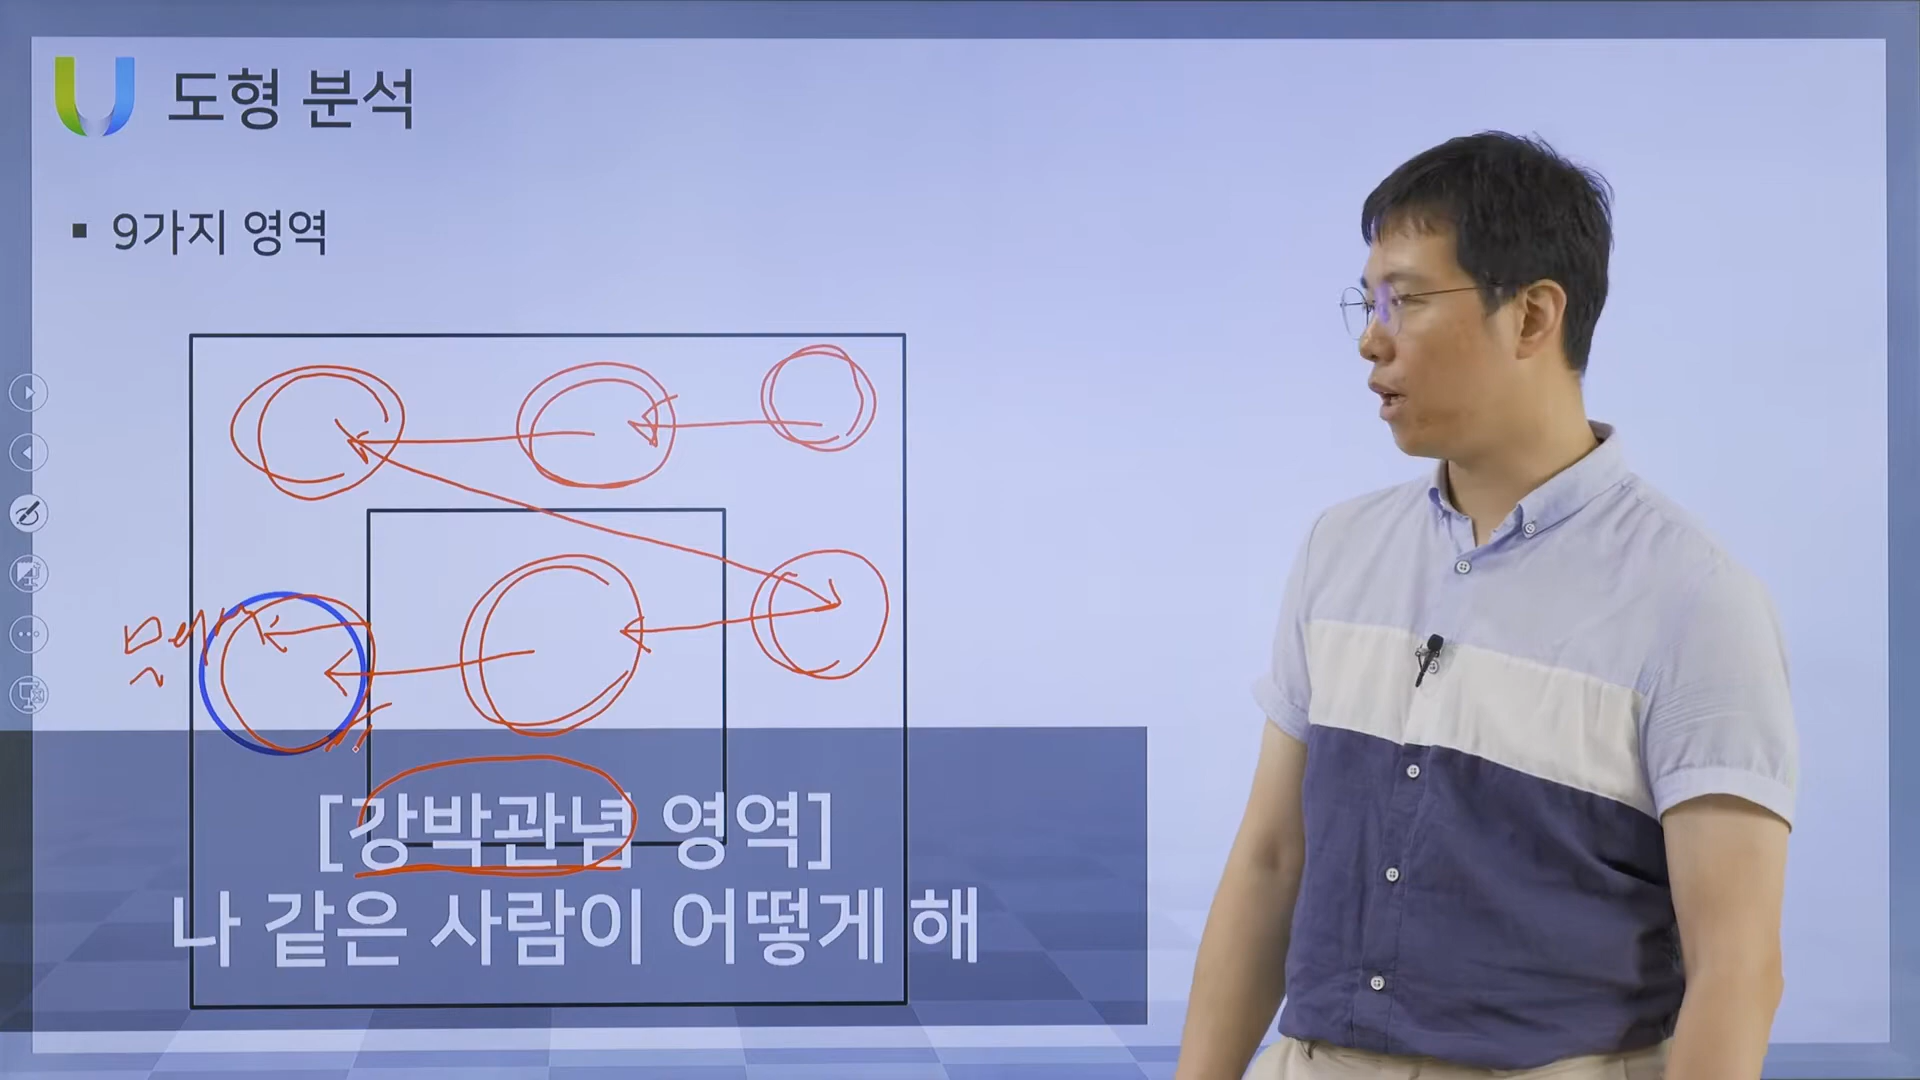 도형 분석
▪ 9가지 영역
[강박관념 영역]
나 같은 사람이 어떻게 해